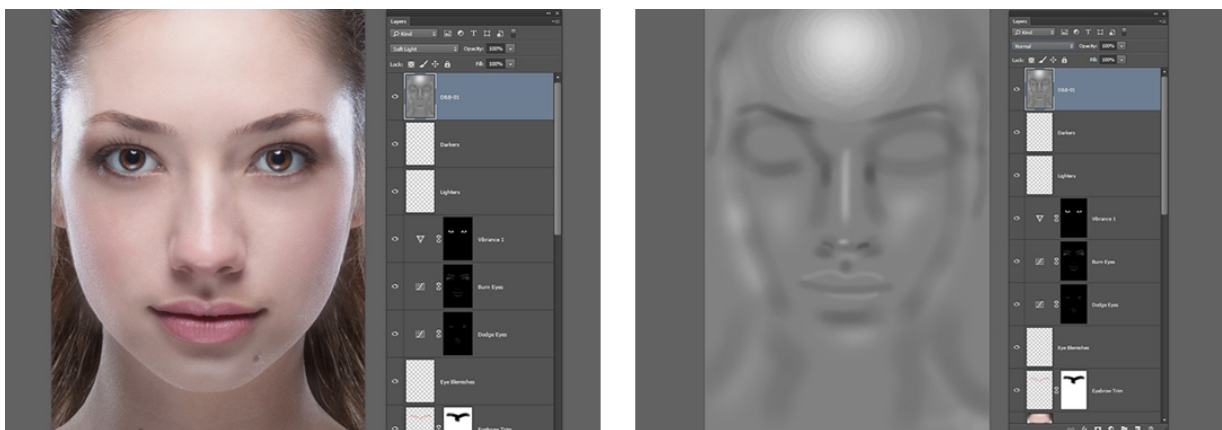 Layers
Kind
Soft Light
Opacity: 100%
Lock:
Fill: 100%
D&B-01
Darkers
Lighters
Vibrance 1
Burn Eyes
Dodge Eyes
Eye Blemishes
Eyebrow Trim
Layers
Kind
Normal
Opacity: 100%
Lock:
Fill: 100%
D&B-01
Darkers
Lighters
Vibrance 1
Burn Eyes
Dodge Eyes
Eye Blemishes
Eyebrow Trim